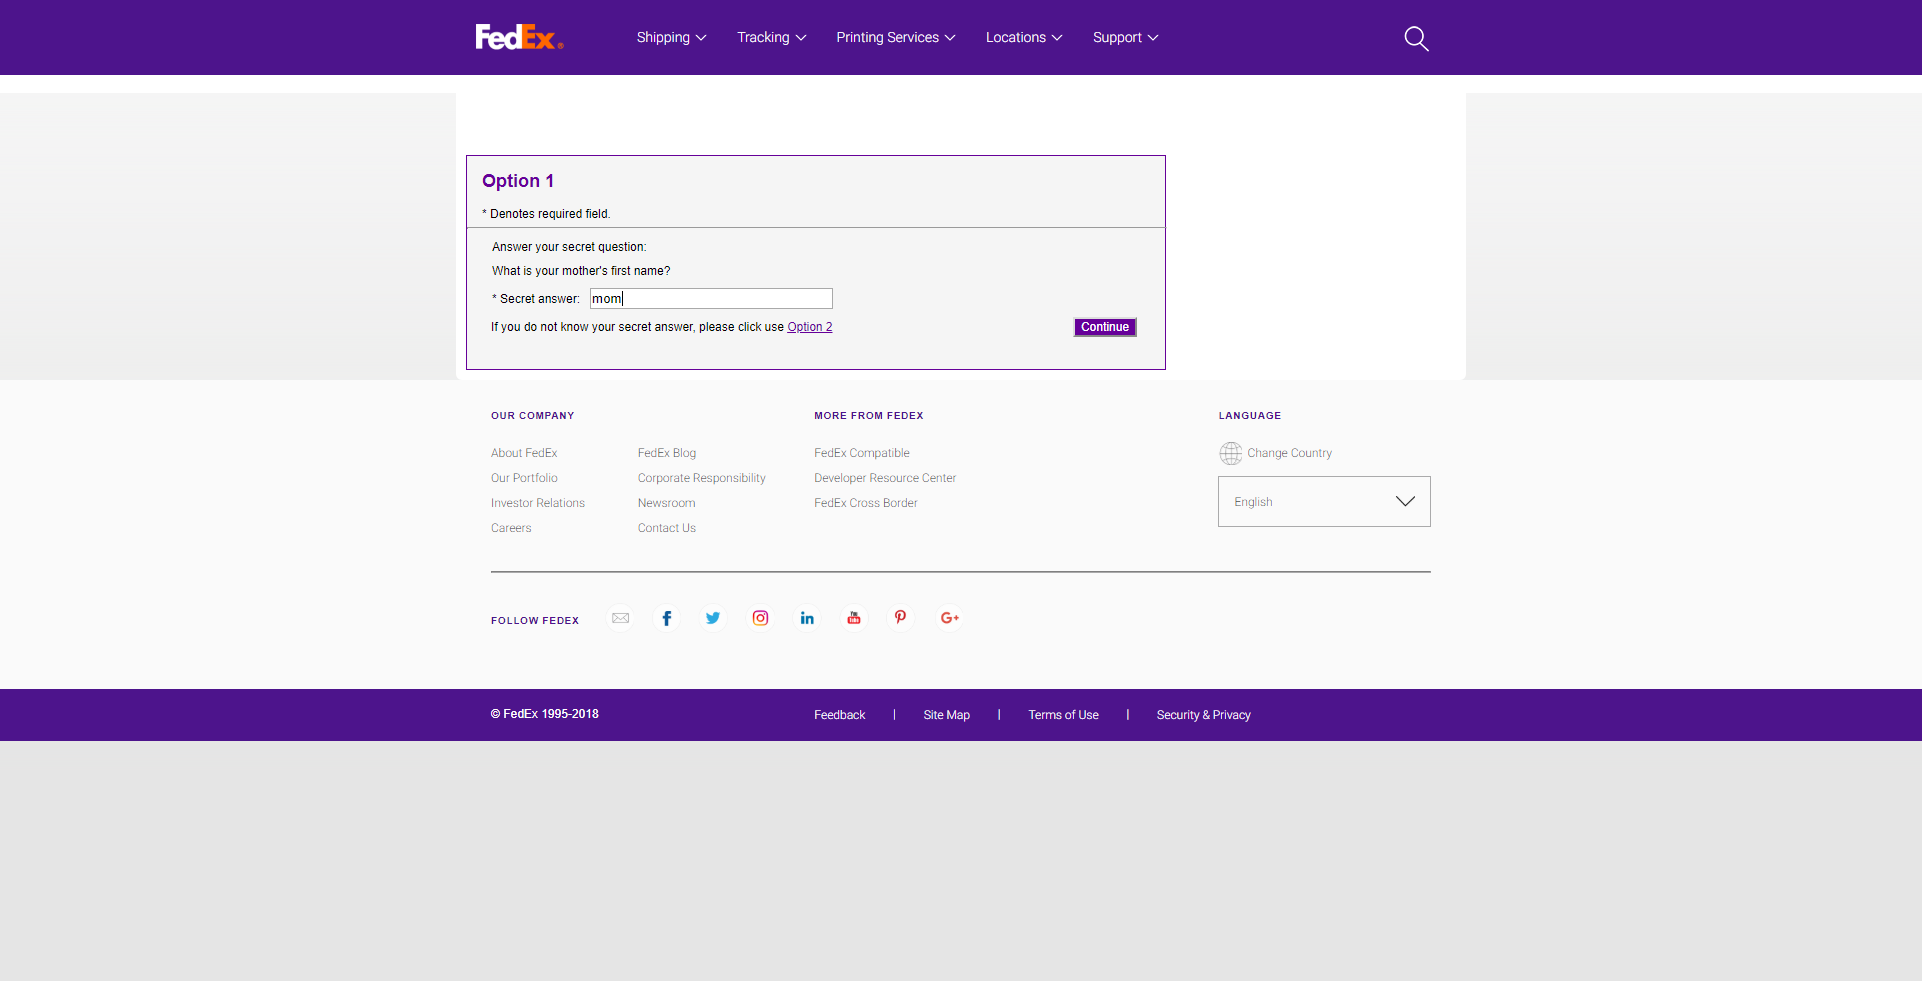 FedEx®
Shipping
Tracking
Printing Services
Locations
Support
Option 1
* Denotes required field.
Answer your secret question:
What is your mother's first name?
* Secret answer: mom
If you do not know your secret answer, please click use Option 2
Continue
OUR COMPANY
About FedEx
Our Portfolio
Investor Relations
Careers
FedEx Blog
Corporate Responsibility
Newsroom
Contact Us
MORE FROM FEDEX
FedEx Compatible
Developer Resource Center
FedEx Cross Border
LANGUAGE
Change Country
English
FOLLOW FEDEX
© FedEx 1995-2018
Feedback | Site Map | Terms of Use | Security & Privacy